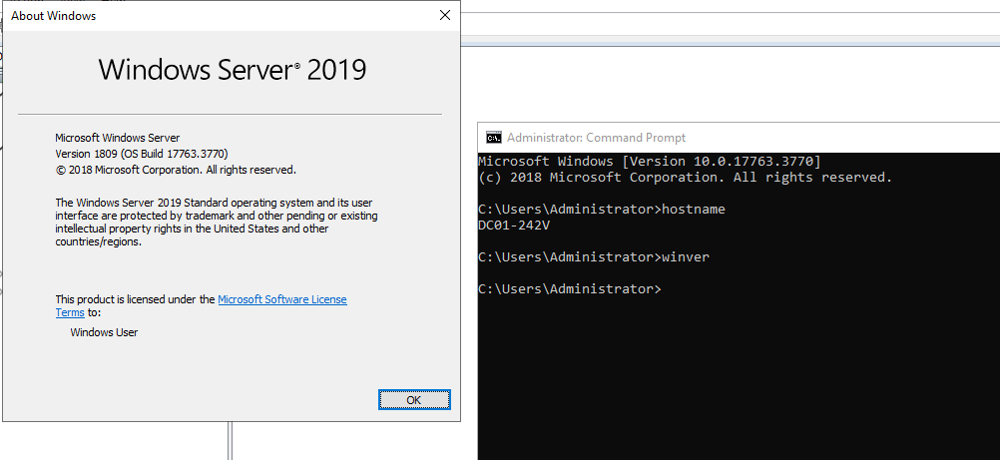 About Windows
Windows Server® 2019
Microsoft Windows Server
Version 1809 (OS Build 17763.3770)
© 2018 Microsoft Corporation. All rights reserved.
The Windows Server 2019 Standard operating system and its user
interface are protected by trademark and other pending or existing
intellectual property rights in the United States and other
countries/regions.
This product is licensed under the Microsoft Software License
Terms to:
Windows User
OK
Administrator: Command Prompt
Microsoft Windows [Version 10.0.17763.3770]
(c) 2018 Microsoft Corporation. All rights reserved.
C:\Users\Administrator>hostname
DC01-242V
C:\Users\Administrator>winver
C:\Users\Administrator>